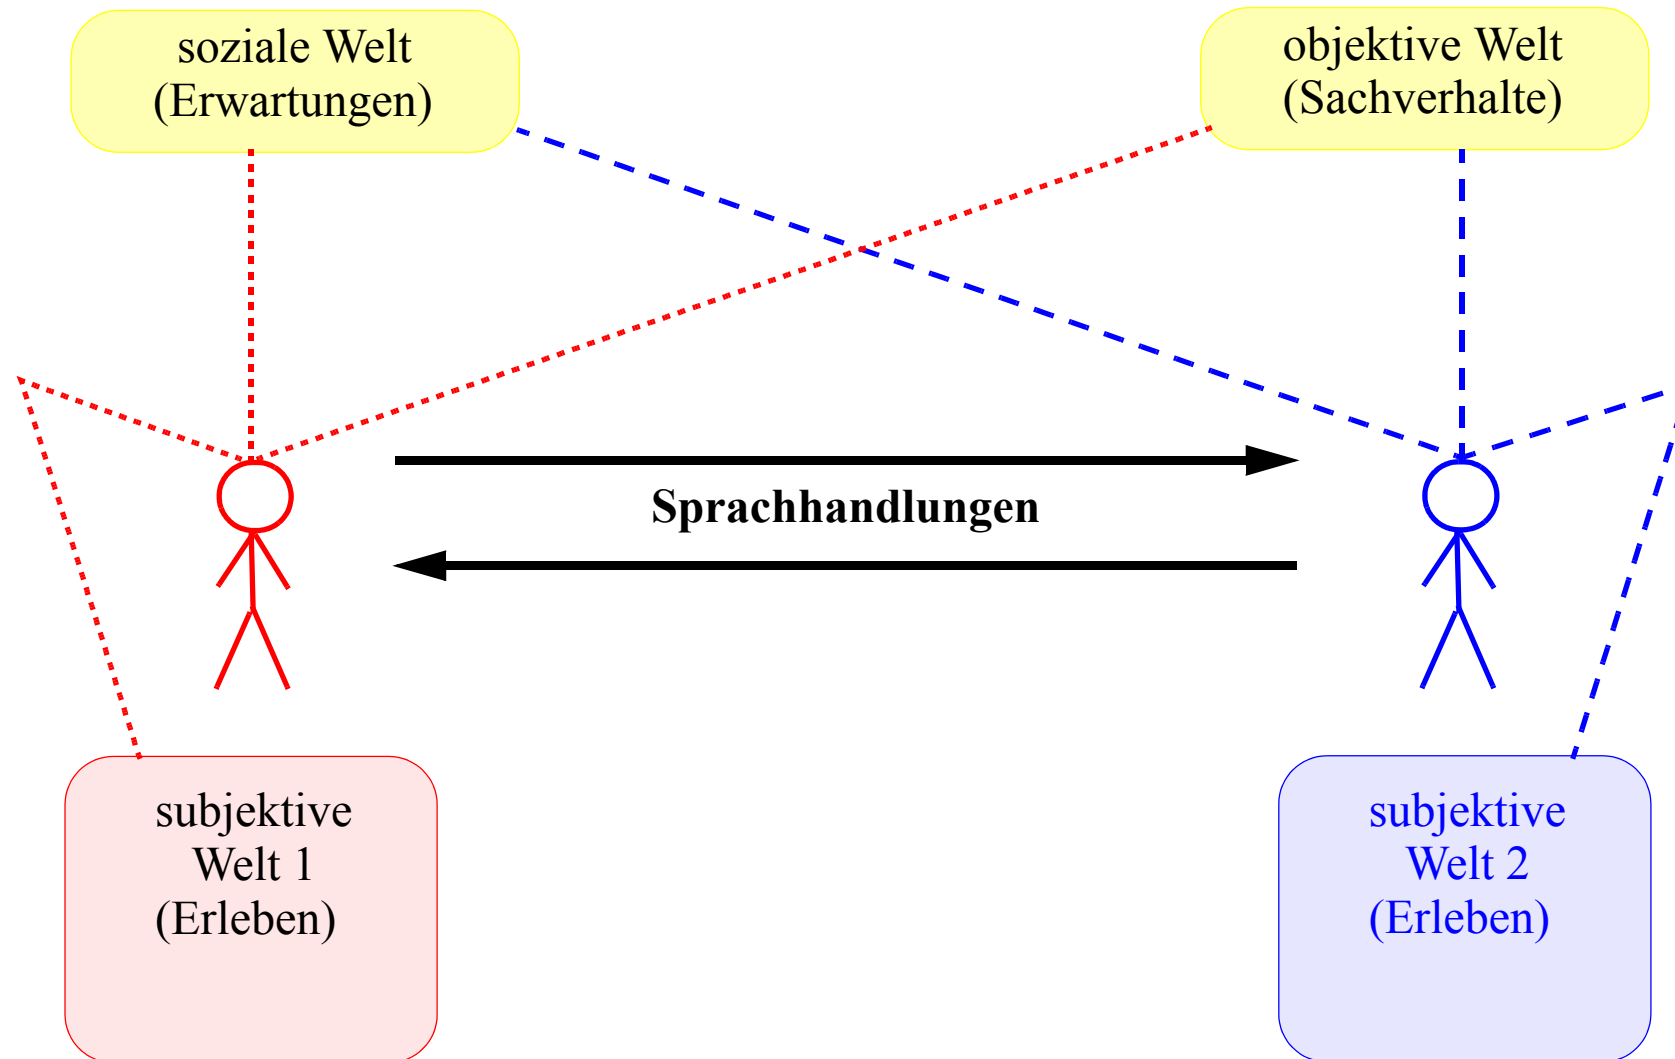 soziale Welt
(Erwartungen)
objektive Welt
(Sachverhalte)
Sprachhandlungen
subjektive
Welt 1
(Erleben)
subjektive
Welt 2
(Erleben)